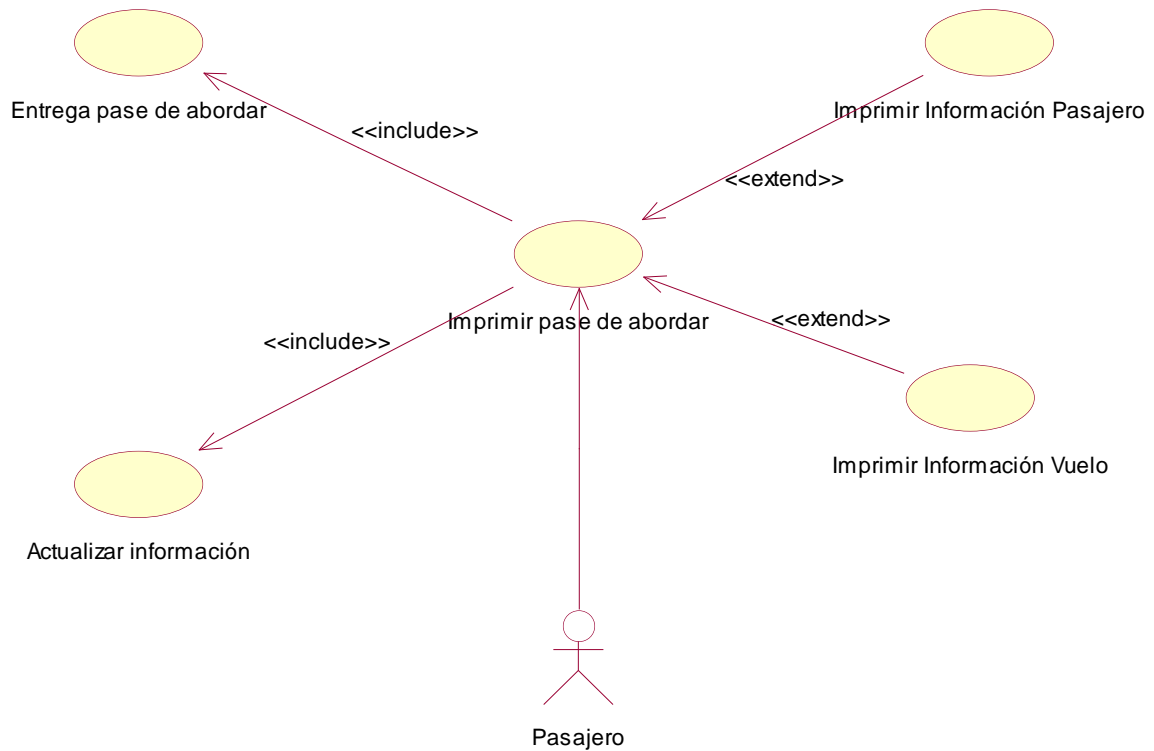 Entrega pase de abordar
Imprimir Información Pasajero
<<include>>
<<extend>>
Imprimir pase de abordar
<<extend>>
<<include>>
Imprimir Información Vuelo
Actualizar información
Pasajero